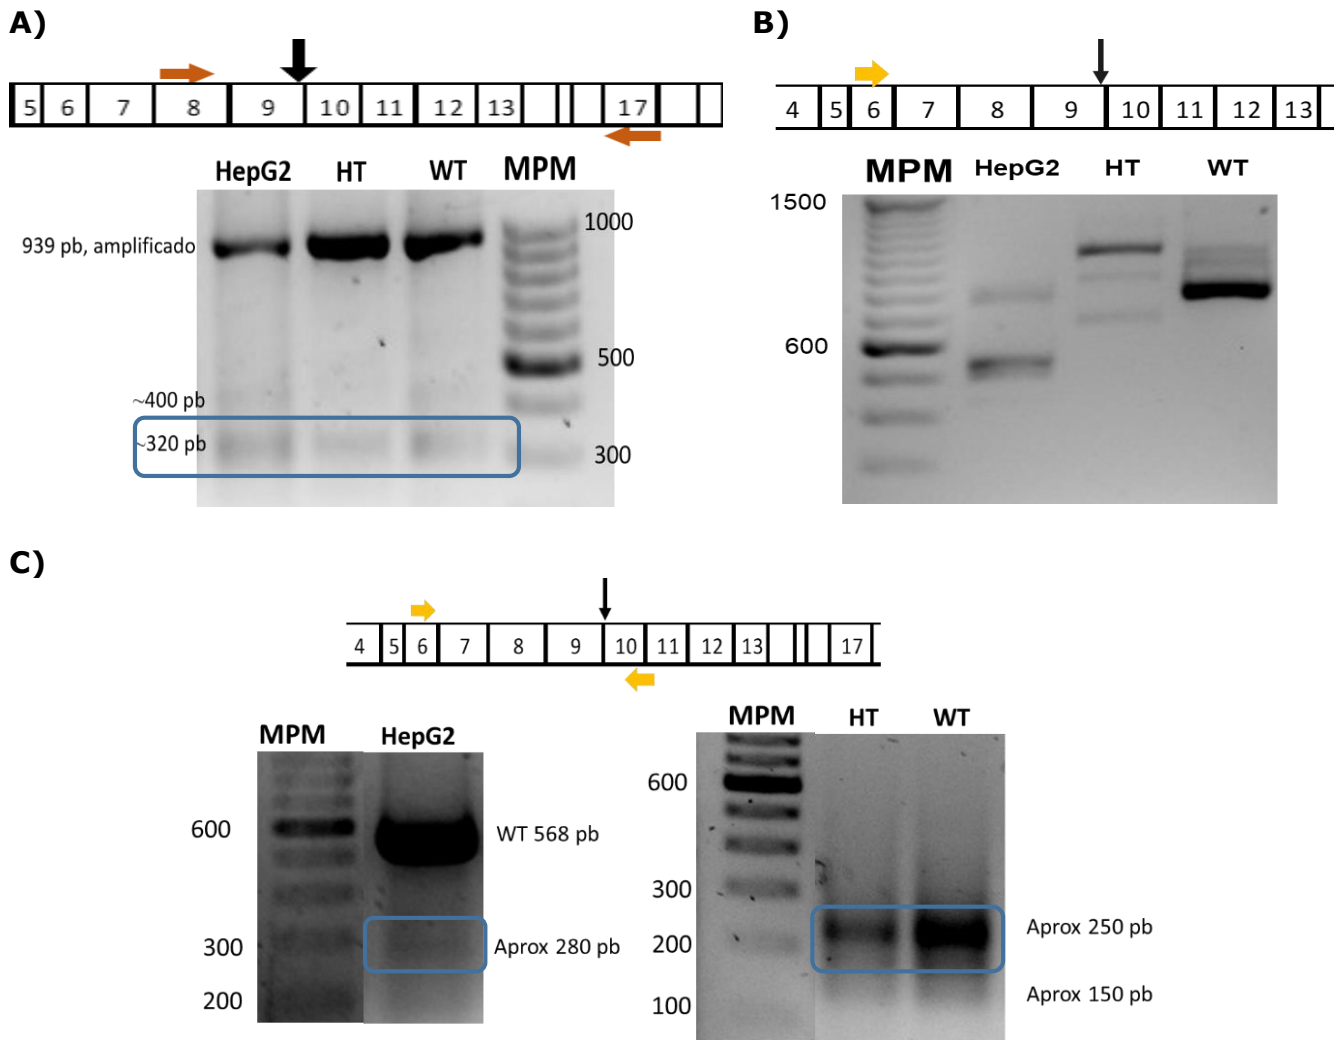 A)
5 6 7 8 9 10 11 12 13 17
HepG2 HT WT MPM
1000
939 pb, amplificado
500
~400 pb
~320 pb
300
B)
4 5 6 7 8 9 10 11 12 13
MPM HepG2 HT WT
1500
600
C)
4 5 6 7 8 9 10 11 12 13 17
MPM HepG2
600
WT 568 pb
300
Aprox 280 pb
200
MPM HT WT
600
300
Aprox 250 pb
200
Aprox 150 pb
100